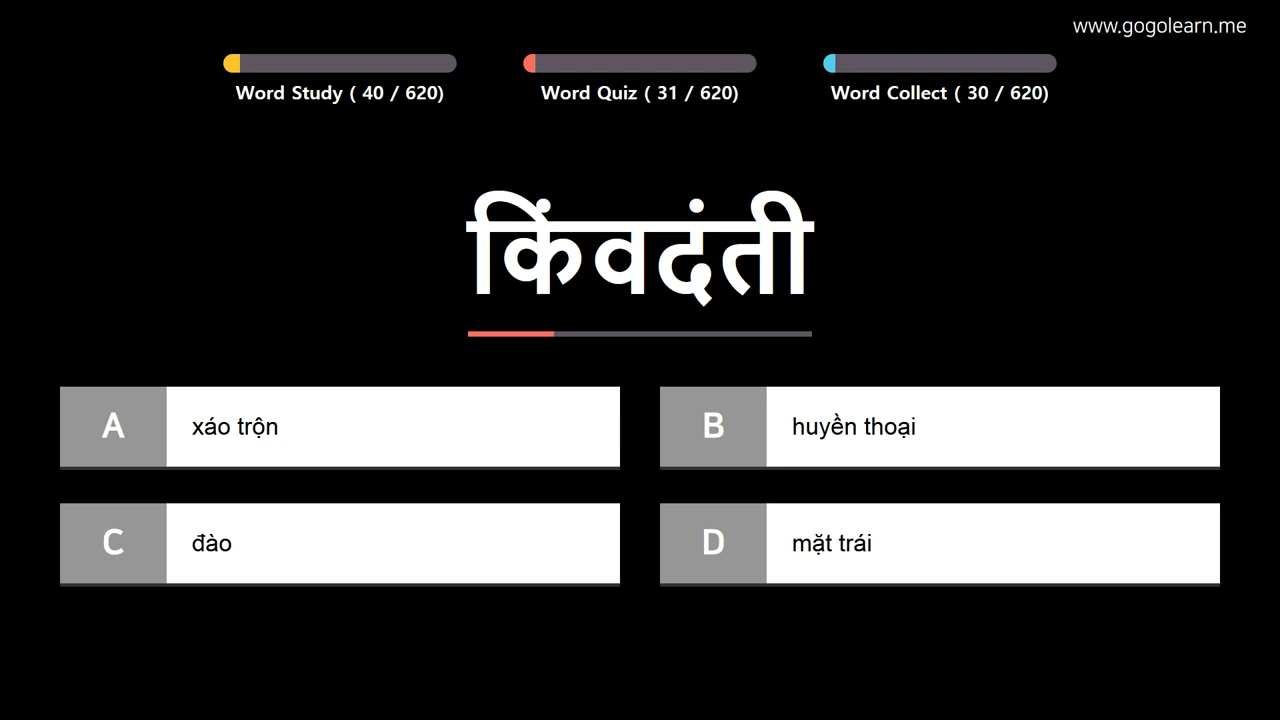 www.gogolearn.me
Word Study ( 40 / 620)
Word Quiz ( 31 / 620)
Word Collect ( 30 / 620)
किंवदंती
A xáo trộn
B huyền thoại
C đào
D mặt trái